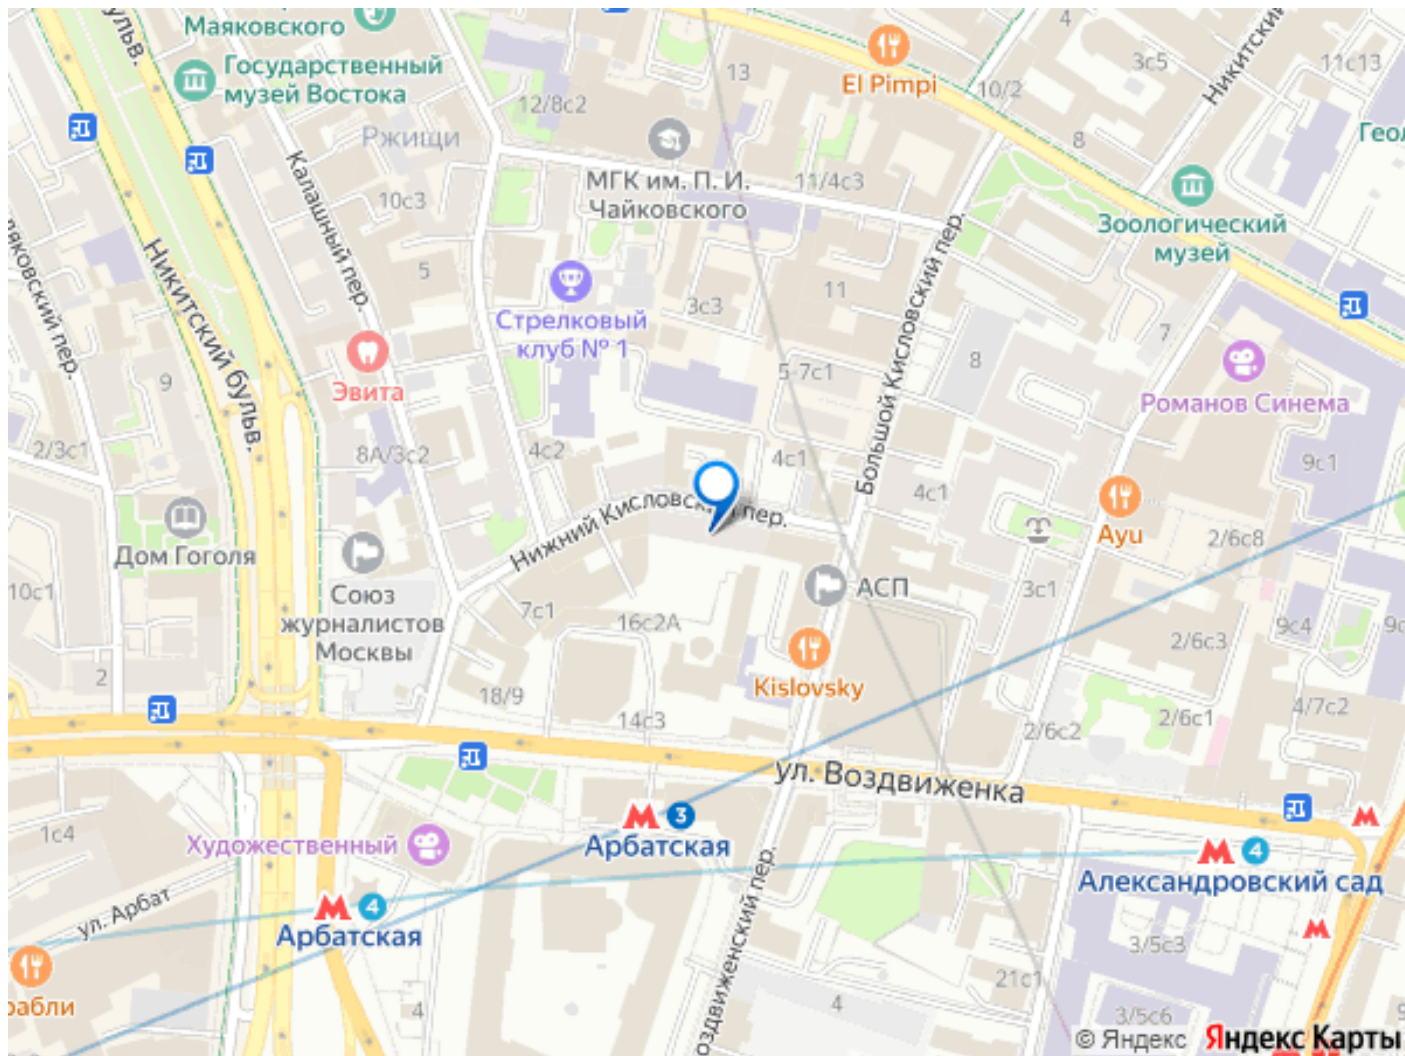 Маяковского
бульв.
Государственный
музей Востока
El Pimpi
13
4
3с5
11с13
10/2
Никитский
12/8с2
Ржищи
8
МГК им. П. И.
Чайковского
11/4с3
Зоологический
музей
Калашный пер.
10с3
5
Никитский бульв.
Стрелковый
клуб № 1
3с3
11
Большой Кисловский пер.
7
8
Эвита
9
5-7с1
Романов Синема
2/3с1
8А/3с2
4с2
4с1
4с1
9с1
Нижний Кисловский пер.
Ayu
2/6с8
Дом Гоголя
10с1
Союз
журналистов
Москвы
7с1
16с2А
АСП
3с1
9с4
2/6с3
2
18/9
14с3
Kislovsky
2/6с2
2/6с1
4/7с2
ул. Воздвиженка
1с4
Художественный
3
Арбатская
4
Александровский сад
ул. Арбат
4
Арбатская
3/5с3
4
4
21с1
3/5с6
© Яндекс Яндекс Карты